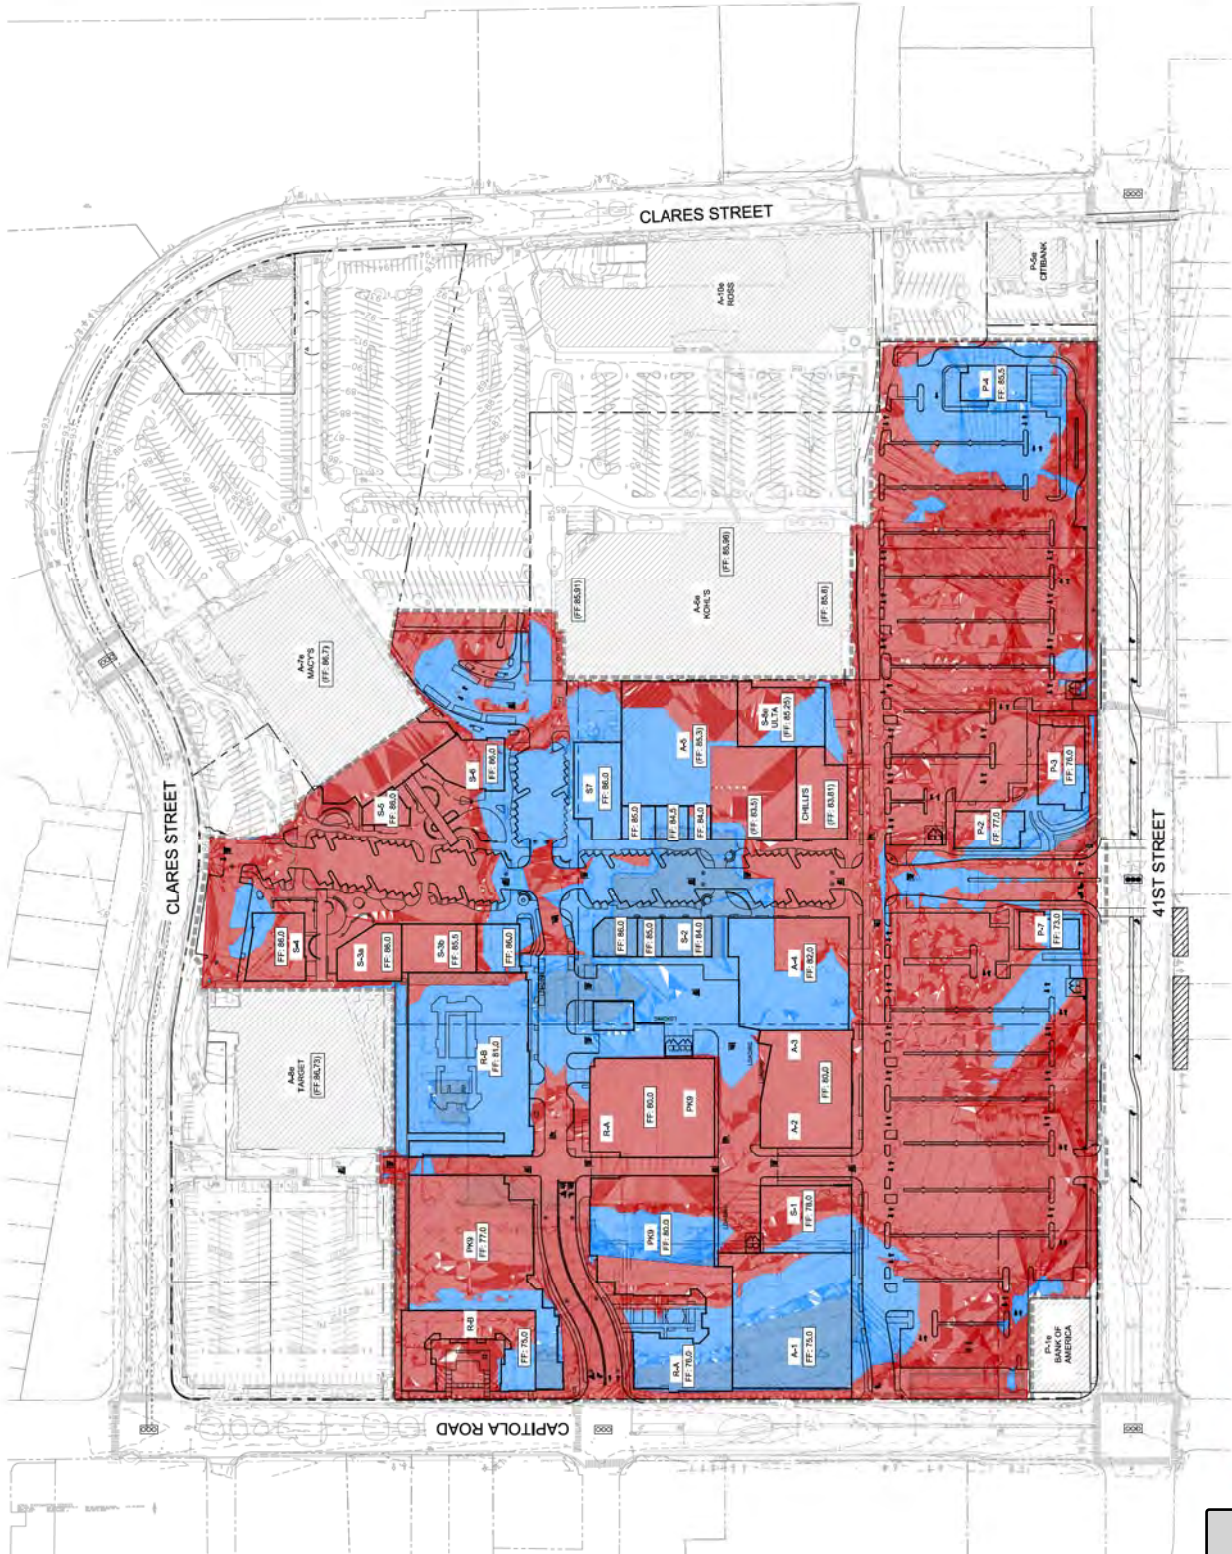 CLARES STREET
A-10e
ROSS
P-5e
CITIBANK
P-4
FF: 85.5
(FF:85.91)
(FF: 85.96)
A-6e
KOHL'S
(FF:85.8)
A-7e
MACY'S
(FF: 86.7)
S-6
FF: 86.0
S-5
FF: 86.0
S7
FF: 86.0
A-5
(FF: 85.3)
S-8e
ULTA
(FF: 85.25)
FF: 85.0
FF: 84.5
FF: 84.0
(FF: 83.5)
CHILLI'S
(FF: 83.81)
P-3
FF: 76.0
P-2
FF: 77.0
CLARES STREET
41ST STREET
FF: 86.0
S-4
S-3a
FF: 86.0
S-3b
FF: 85.5
FF: 86.0
FF: 86.0
FF: 85.0
S-2
FF: 84.0
A-4
FF: 82.0
P-7
FF: 73.0
LOADING
LOADING
A-8e
TARGET
(FF:86.73)
R-B
FF: 81.0
R-A
FF: 80.0
PK9
A-3
FF: 80.0
A-2
PK9
FF: 77.0
PK9
FF: 80.0
S-1
FF: 78.0
R-B
FF: 75.0
R-A
FF: 76.0
A-1
FF: 75.0
P-1e
BANK OF
AMERICA
CAPITOLA ROAD